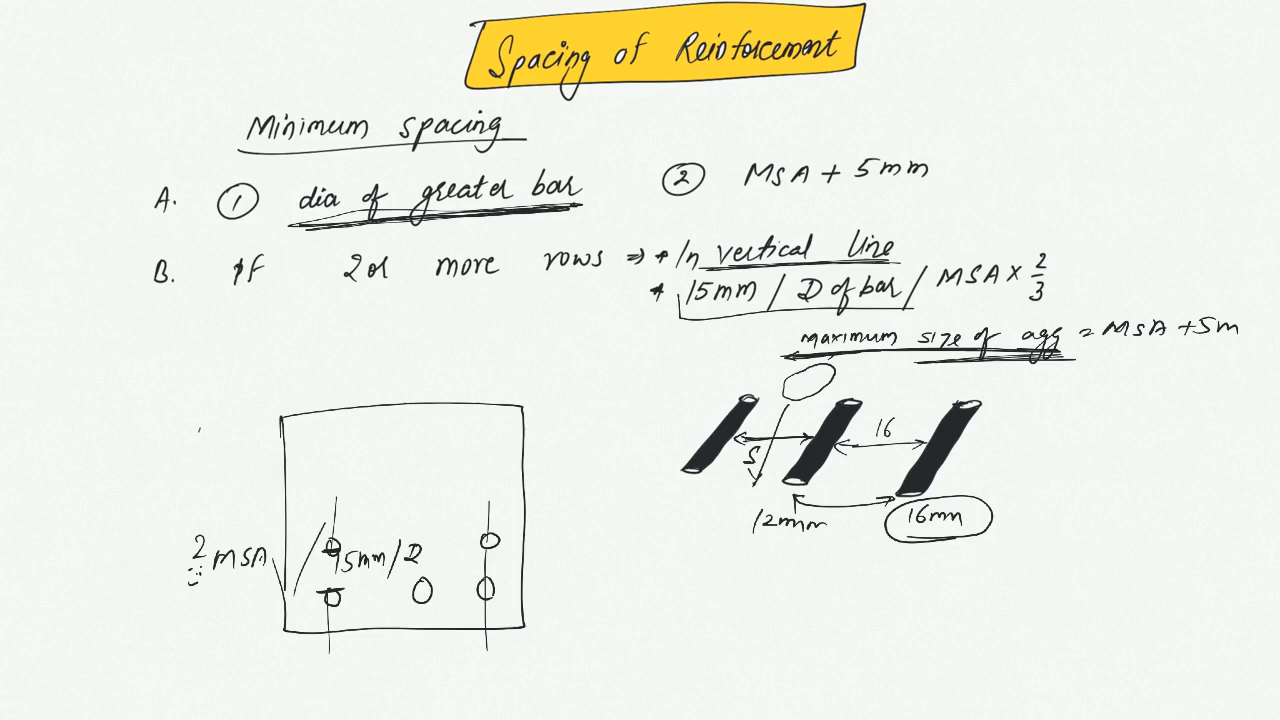 Spacing of Reinforcement
Minimum spacing
A. ① dia of greater bar ② MSA + 5mm
B. If 2 or more rows ⇒ * In vertical line
* 15mm / D of bar / MSA × 2/3
maximum size of agg = MSA + 5m
16
S
12mm 16mm
2/3 MSA 15mm/D